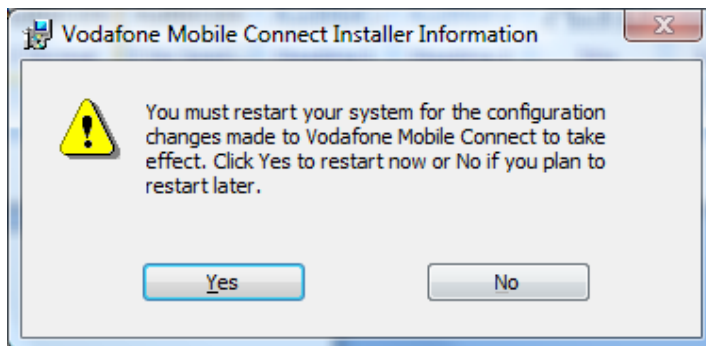 Vodafone Mobile Connect Installer Information
You must restart your system for the configuration
changes made to Vodafone Mobile Connect to take
effect. Click Yes to restart now or No if you plan to
restart later.
Yes
No